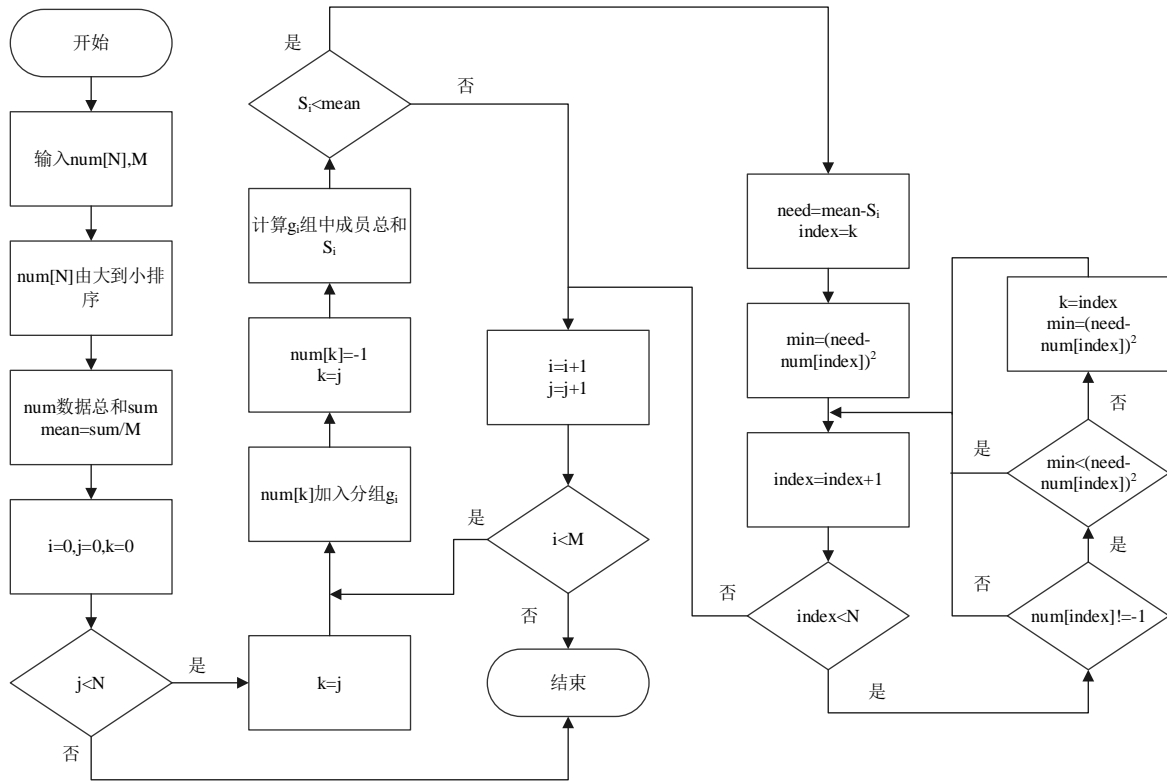 开始
输入num[N],M
num[N]由大到小排
序
num数据总和sum
mean=sum/M
i=0,j=0,k=0
j<N
是
否
k=j
num[k]加入分组gᵢ
num[k]=-1
k=j
计算gᵢ组中成员总和
Sᵢ
Sᵢ<mean
是
否
i=i+1
j=j+1
i<M
是
否
结束
need=mean-Sᵢ
index=k
min=(need-
num[index])²
index=index+1
index<N
否
是
num[index]!=-1
否
是
min<(need-
num[index])²
是
否
k=index
min=(need-
num[index])²